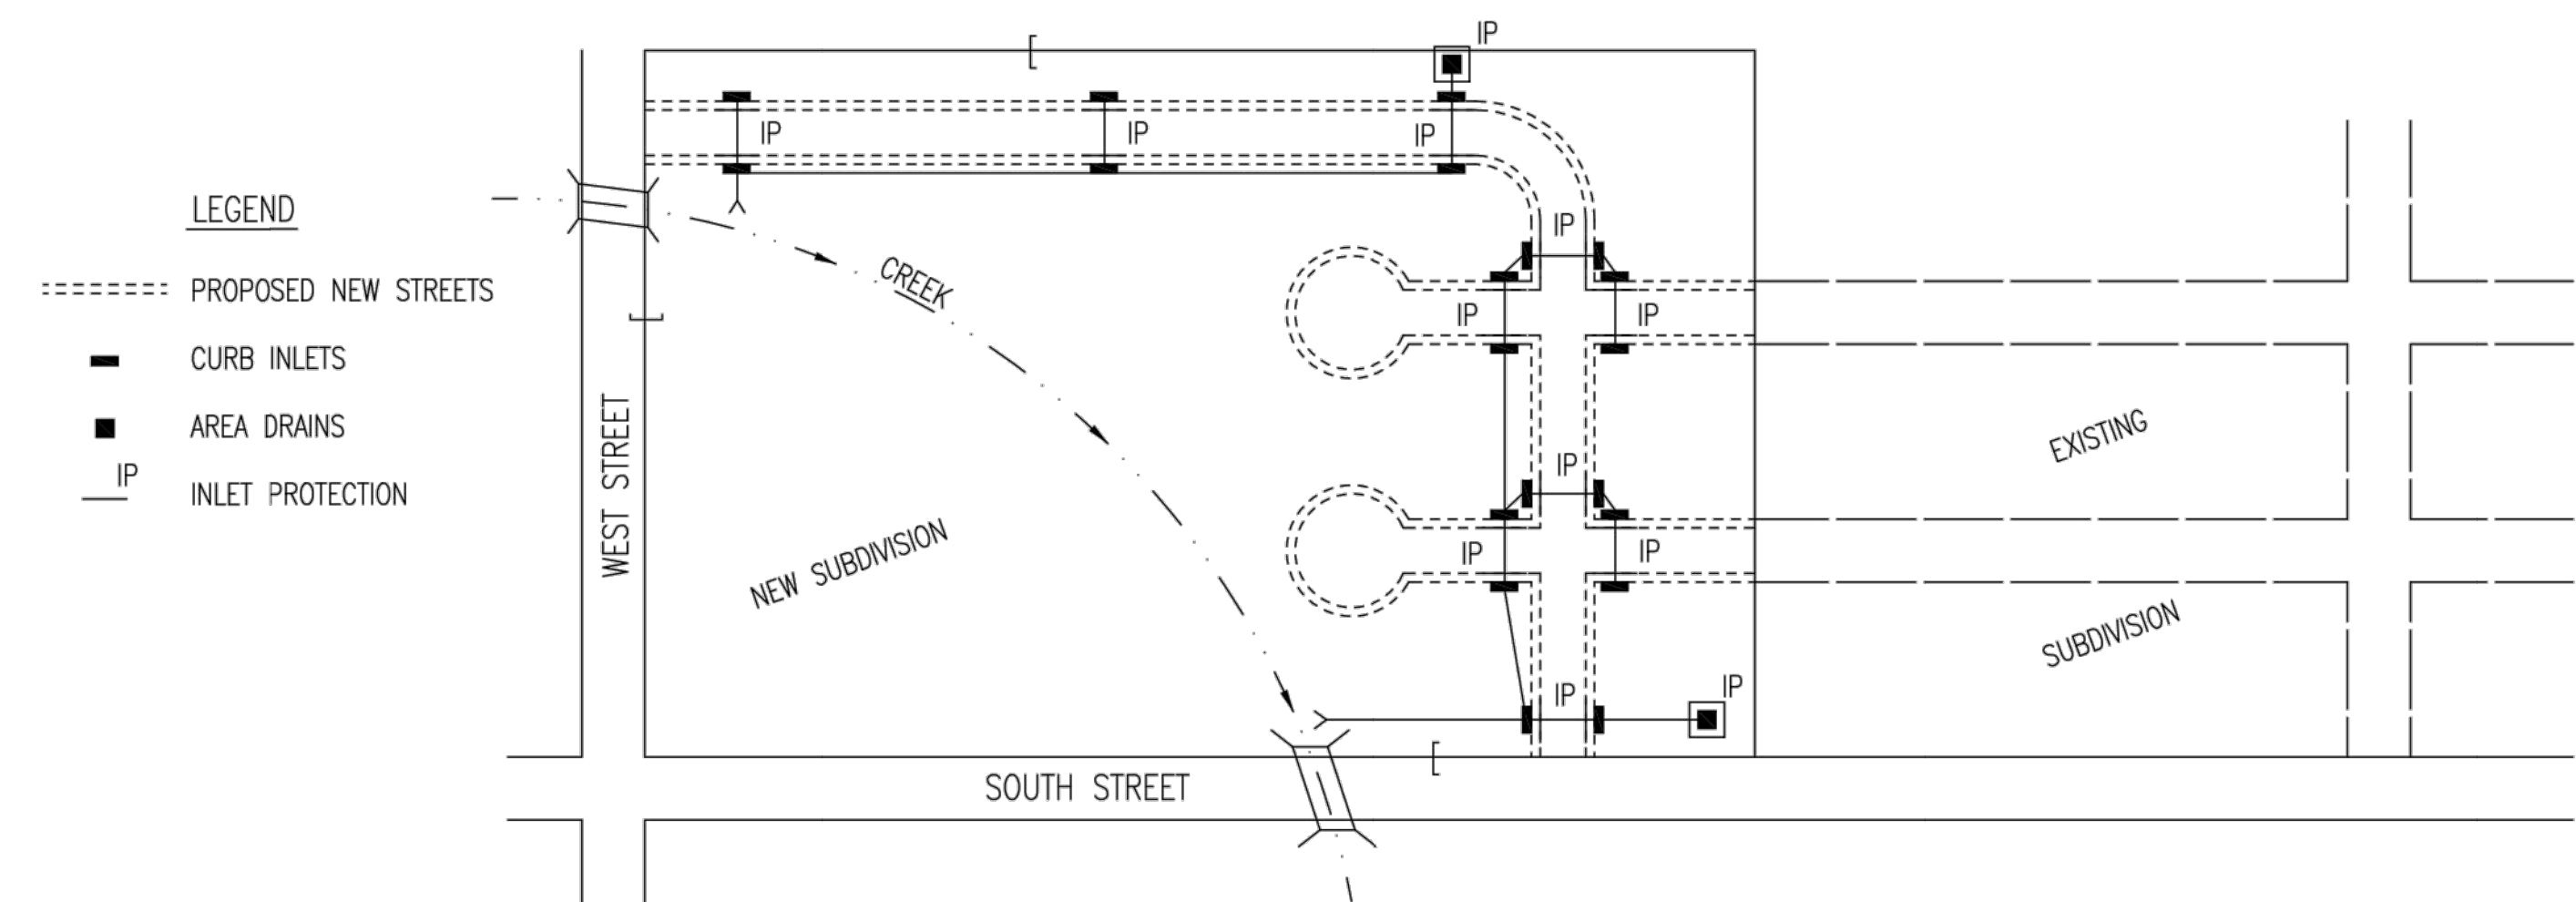 IP
IP
IP
IP
LEGEND
IP
PROPOSED NEW STREETS
CREEK
IP
IP
CURB INLETS
AREA DRAINS
EXISTING
IP
INLET PROTECTION
IP
WEST STREET
NEW SUBDIVISION
IP
IP
SUBDIVISION
IP
IP
SOUTH STREET